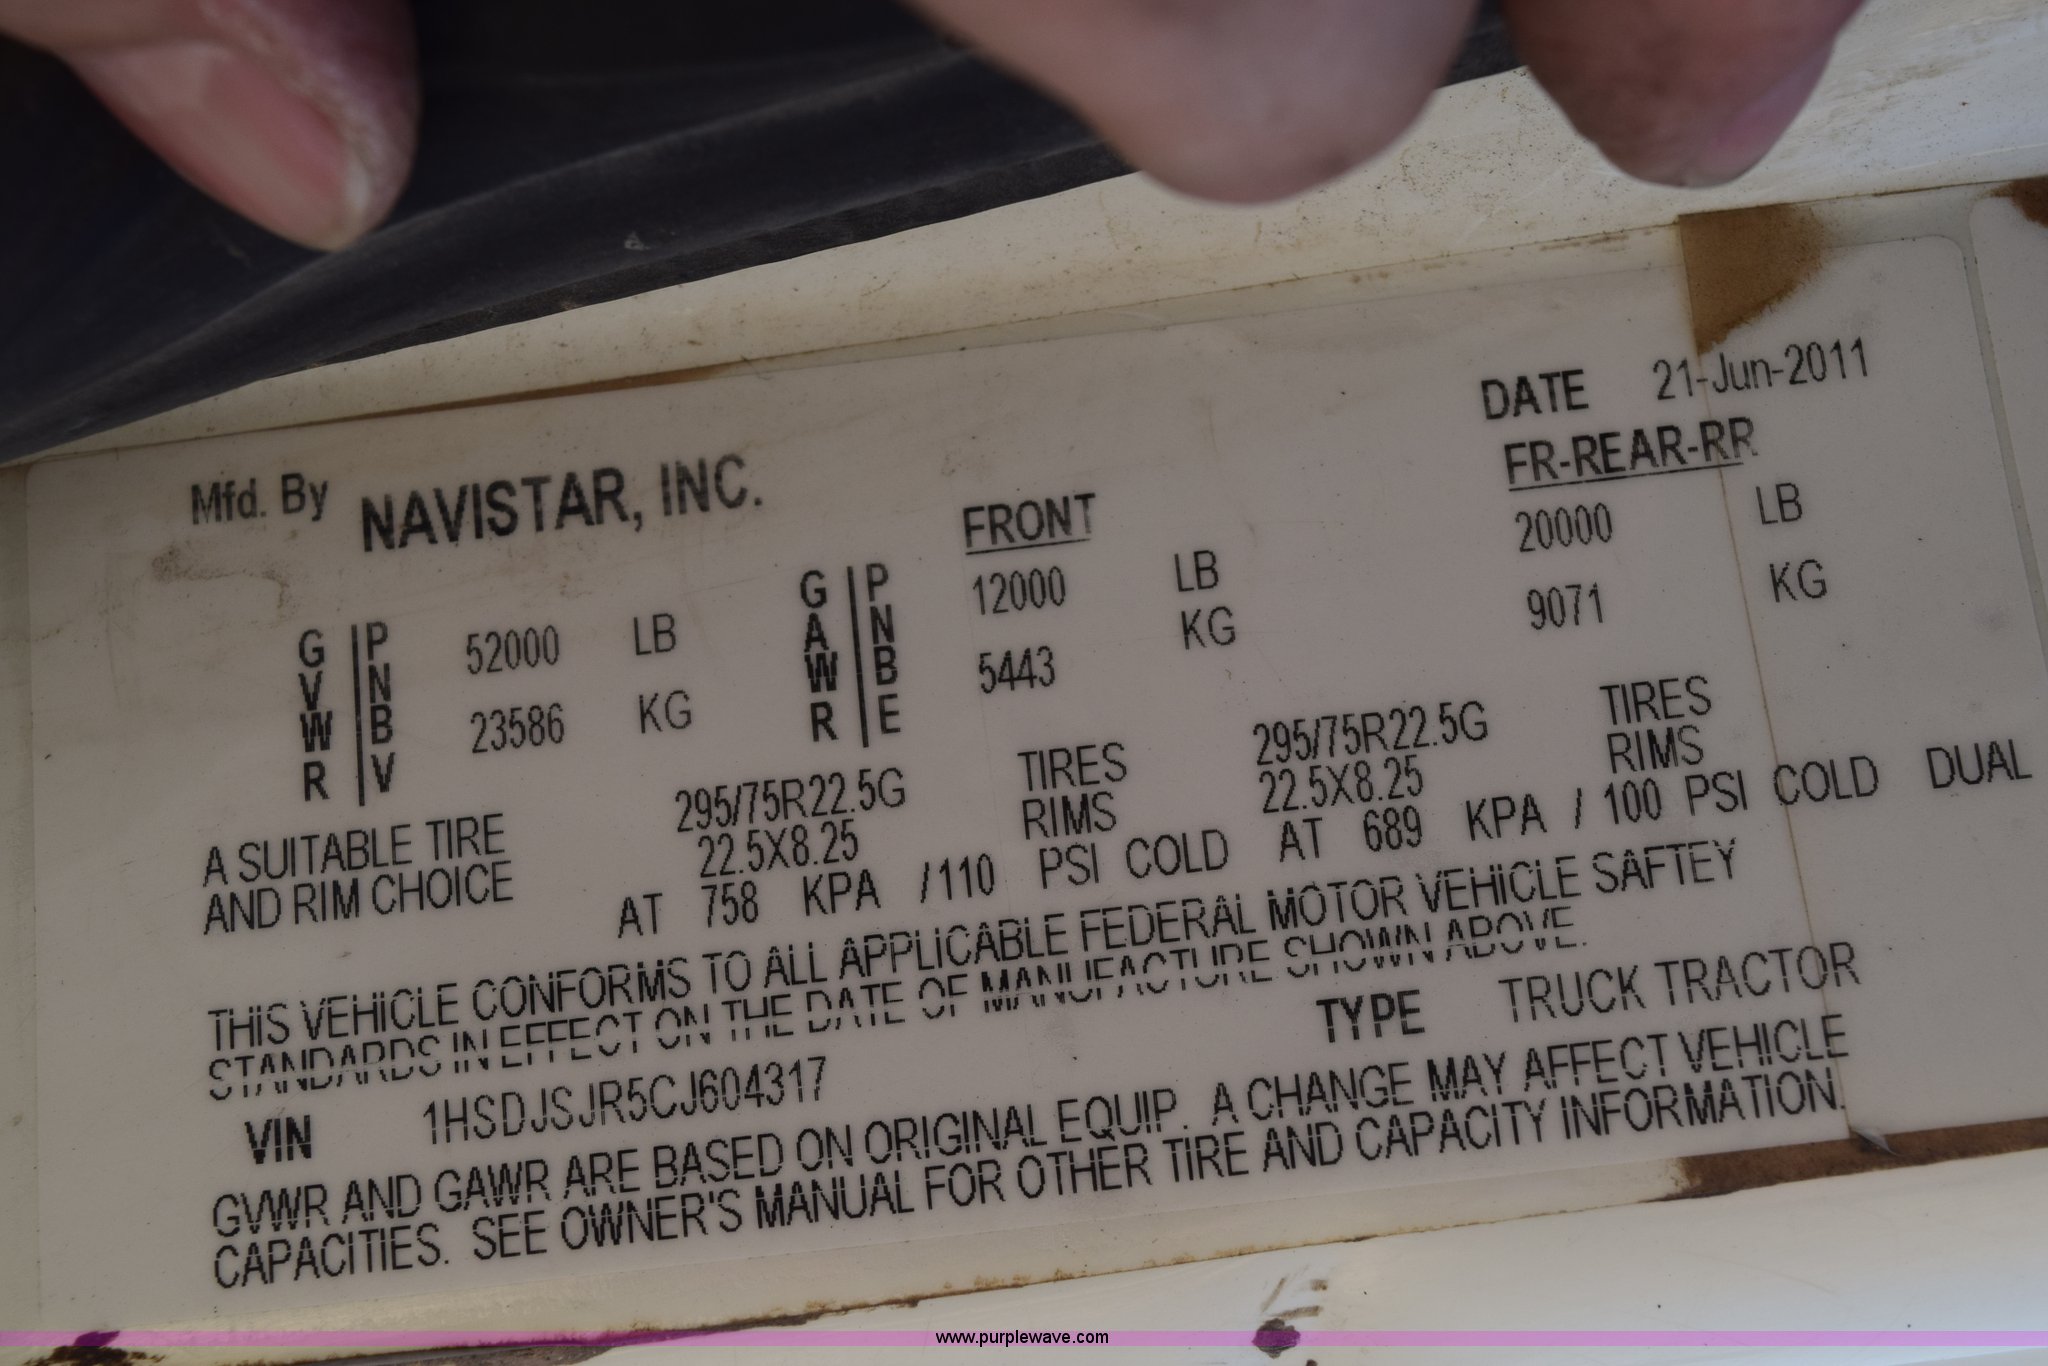 DATE 21-Jun-2011
Mfd. By NAVISTAR, INC. FRONT FR-REAR-RR
G P 52000 LB G P 12000 LB 20000 LB
V N A N
W B 23586 KG W B 5443 KG 9071 KG
R V R E
A SUITABLE TIRE 295/75R22.5G TIRES 295/75R22.5G TIRES
AND RIM CHOICE 22.5X8.25 RIMS 22.5X8.25 RIMS
AT 758 KPA / 110 PSI COLD AT 689 KPA / 100 PSI COLD DUAL
THIS VEHICLE CONFORMS TO ALL APPLICABLE FEDERAL MOTOR VEHICLE SAFTEY
STANDARDS IN EFFECT ON THE DATE OF MANUFACTURE SHOWN ABOVE.
VIN 1HSDJSJR5CJ604317 TYPE TRUCK TRACTOR
GVWR AND GAWR ARE BASED ON ORIGINAL EQUIP. A CHANGE MAY AFFECT VEHICLE
CAPACITIES. SEE OWNER'S MANUAL FOR OTHER TIRE AND CAPACITY INFORMATION.
www.purplewave.com